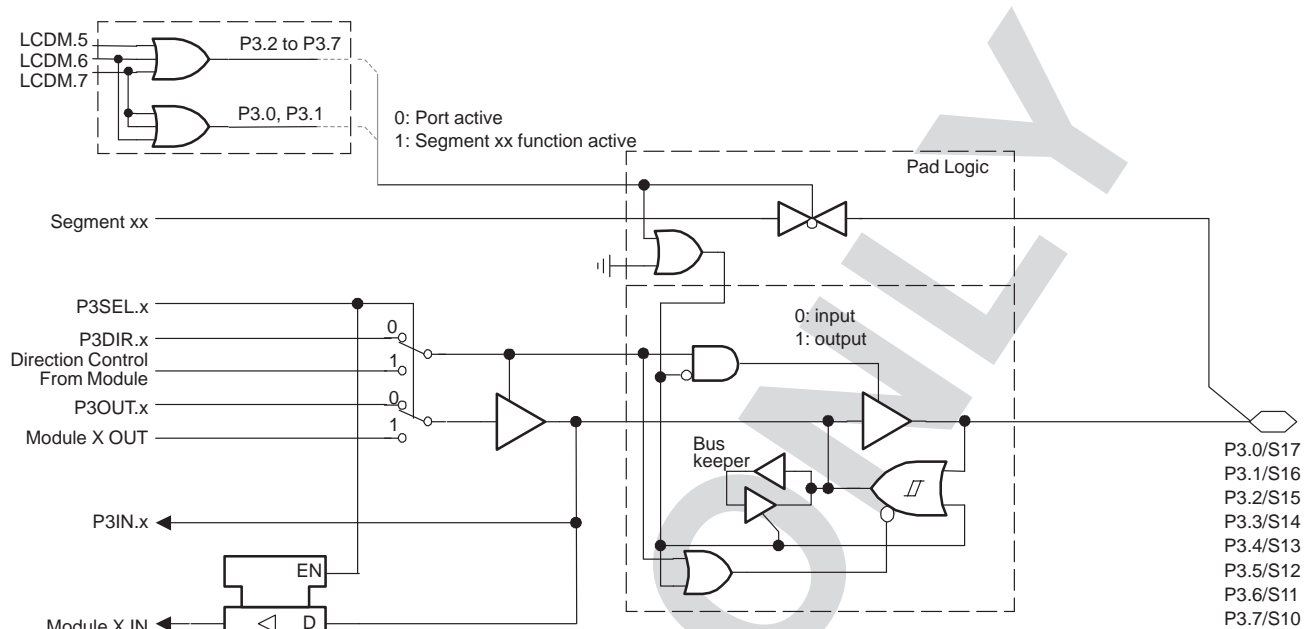 LCDM.5
LCDM.6
LCDM.7
P3.2 to P3.7
P3.0, P3.1
0: Port active
1: Segment xx function active
Pad Logic
Segment xx
P3SEL.x
P3DIR.x
Direction Control
From Module
P3OUT.x
Module X OUT
0
1
0
1
0: input
1: output
Bus
keeper
P3IN.x
EN
Module X IN
D
P3.0/S17
P3.1/S16
P3.2/S15
P3.3/S14
P3.4/S13
P3.5/S12
P3.6/S11
P3.7/S10
ONLY